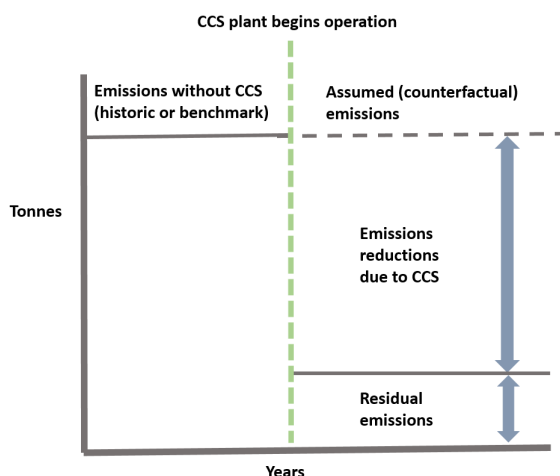 CCS plant begins operation
Emissions without CCS
(historic or benchmark)
Assumed (counterfactual)
emissions
Tonnes
Emissions
reductions
due to CCS
Residual
emissions
Years